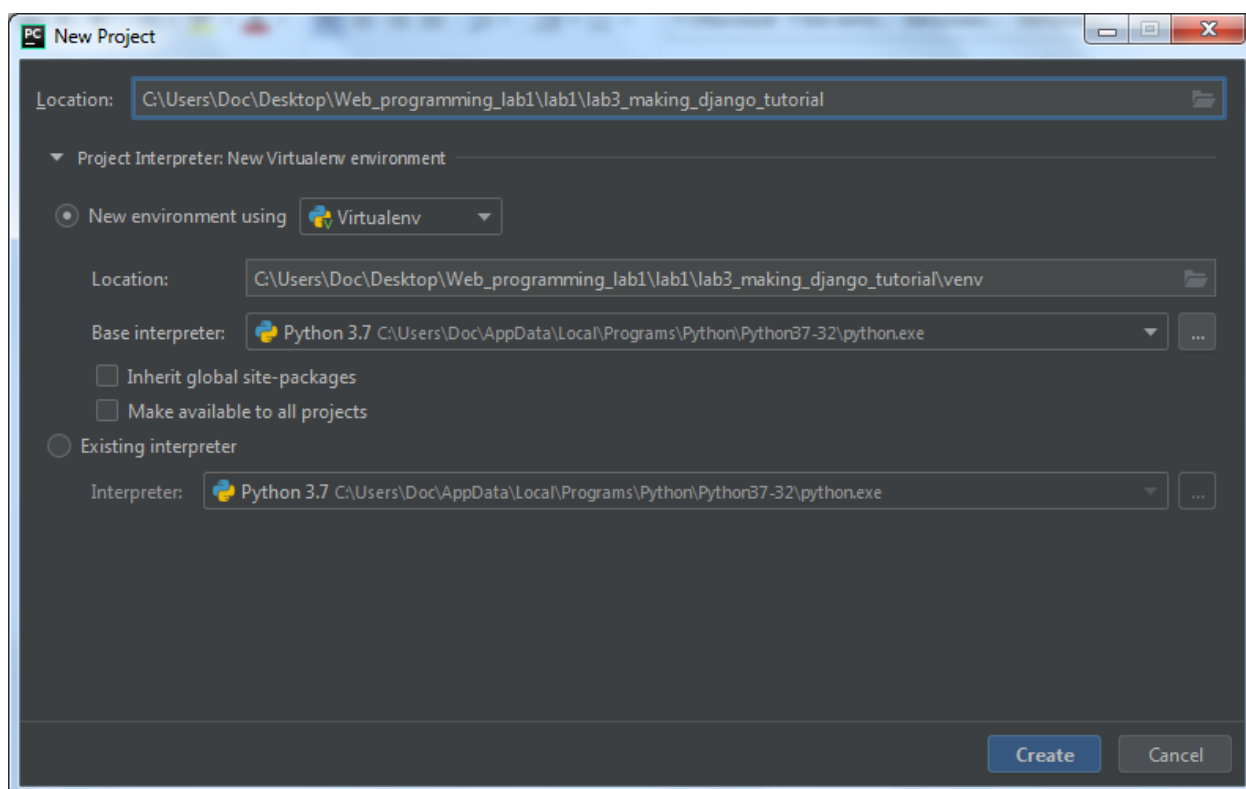 PC New Project
Location: C:\Users\Doc\Desktop\Web_programming_lab1\lab1\lab3_making_django_tutorial
Project Interpreter: New Virtualenv environment
New environment using Virtualenv
Location: C:\Users\Doc\Desktop\Web_programming_lab1\lab1\lab3_making_django_tutorial\venv
Base interpreter: Python 3.7 C:\Users\Doc\AppData\Local\Programs\Python\Python37-32\python.exe ...
Inherit global site-packages
Make available to all projects
Existing interpreter
Interpreter: Python 3.7 C:\Users\Doc\AppData\Local\Programs\Python\Python37-32\python.exe ...
Create Cancel